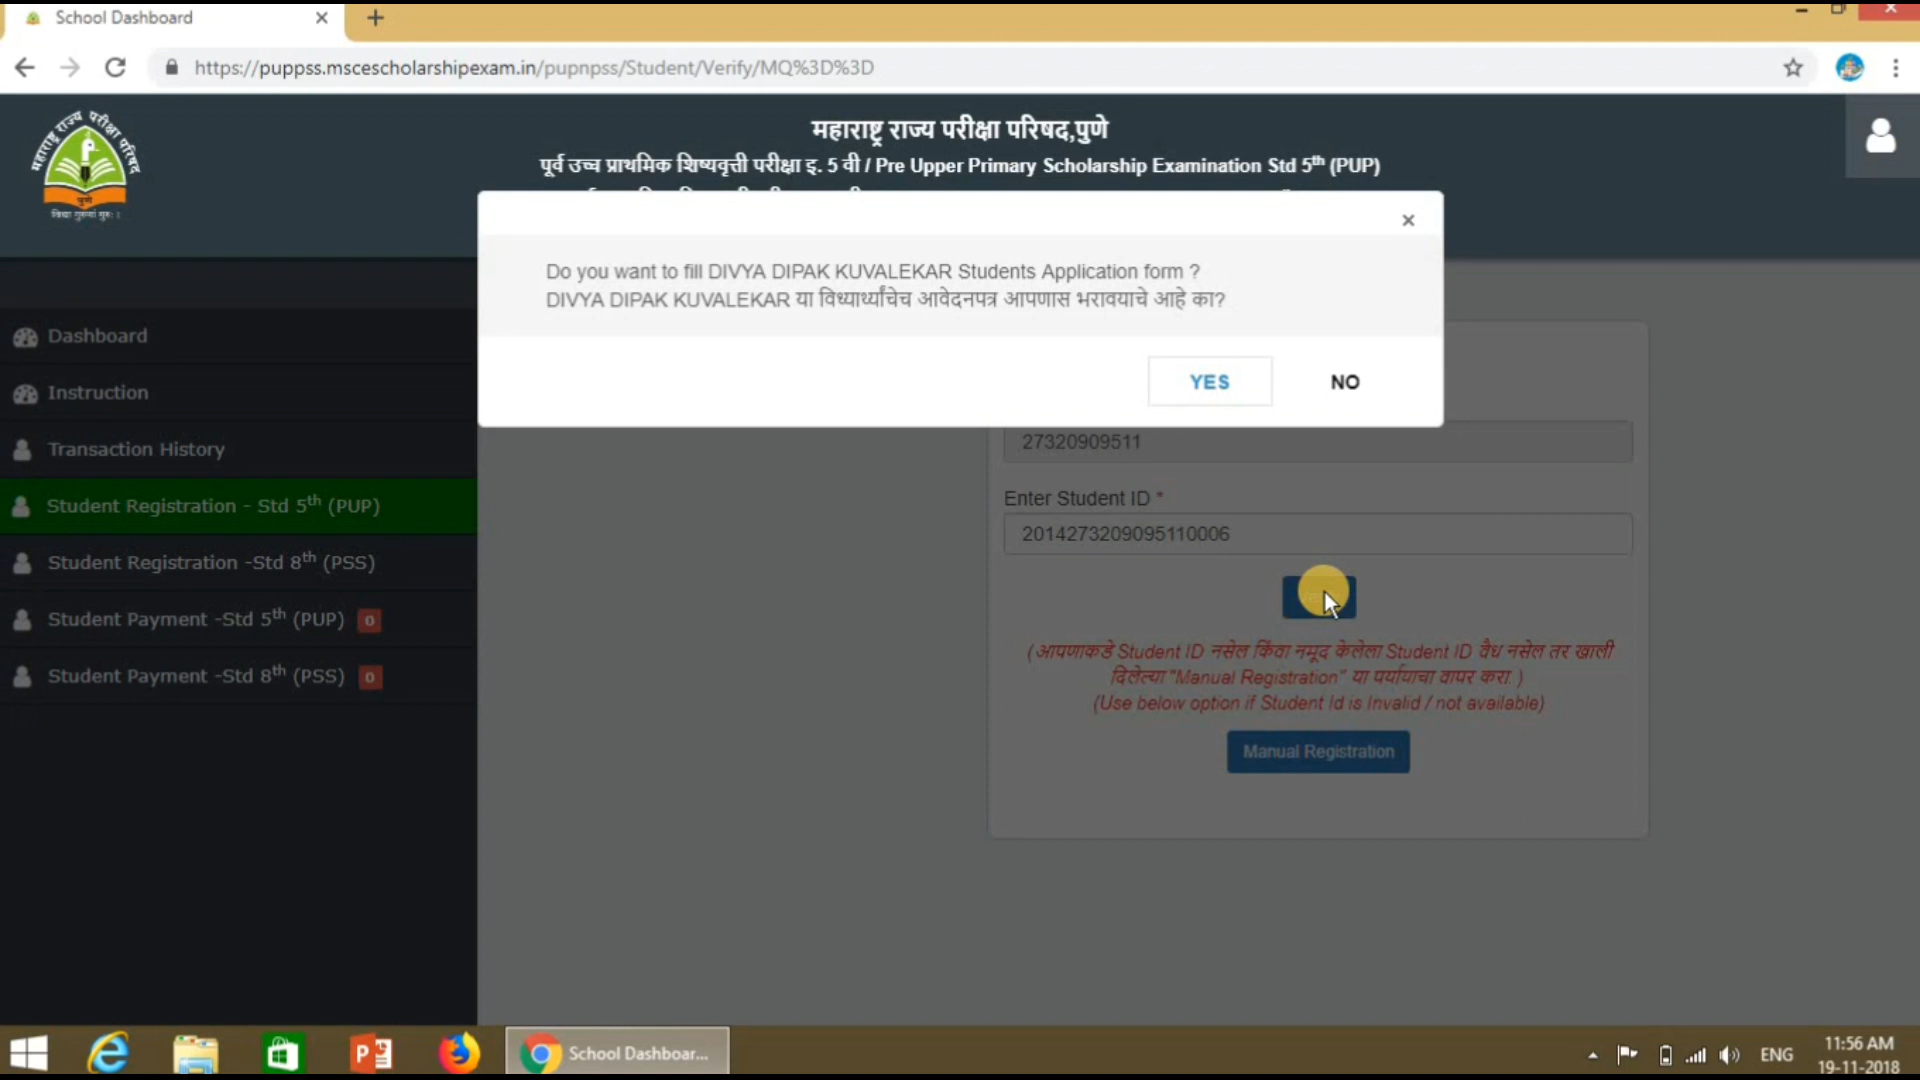 School Dashboard
https://puppss.mscescholarshipexam.in/pupnpss/Student/Verify/MQ%3D%3D
महाराष्ट्र राज्य परीक्षा परिषद
पुणे
महाराष्ट्र राज्य परीक्षा परिषद,पुणे
पूर्व उच्च प्राथमिक शिष्यवृत्ती परीक्षा इ. 5 वी / Pre Upper Primary Scholarship Examination Std 5th (PUP)
Do you want to fill DIVYA DIPAK KUVALEKAR Students Application form ?
DIVYA DIPAK KUVALEKAR या विध्यार्थ्यांचेच आवेदनपत्र आपणास भरावयाचे आहे का?
YES
NO
Dashboard
Instruction
Transaction History
Student Registration - Std 5th (PUP)
Student Registration -Std 8th (PSS)
Student Payment -Std 5th (PUP) 0
Student Payment -Std 8th (PSS) 0
27320909511
Enter Student ID *
2014273209095110006
(आपणाकडे Student ID नसेल किंवा नमूद केलेला Student ID वैध नसेल तर खाली
दिलेल्या "Manual Registration" या पर्यायाचा वापर करा. )
(Use below option if Student Id is Invalid / not available)
Manual Registration
School Dashboar...
ENG
11:56 AM
19-11-2018